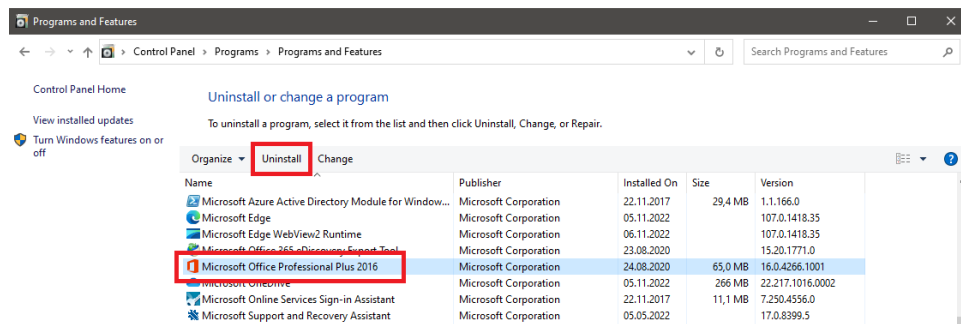 Programs and Features
Control Panel > Programs > Programs and Features
Search Programs and Features
Control Panel Home
View installed updates
Turn Windows features on or
off
Uninstall or change a program
To uninstall a program, select it from the list and then click Uninstall, Change, or Repair.
Organize Uninstall Change
Name Publisher Installed On Size Version
Microsoft Azure Active Directory Module for Window... Microsoft Corporation 22.11.2017 29,4 MB 1.1.166.0
Microsoft Edge Microsoft Corporation 05.11.2022 107.0.1418.35
Microsoft Edge WebView2 Runtime Microsoft Corporation 06.11.2022 107.0.1418.35
Microsoft Office 365 eDiscovery Export Tool Microsoft Corporation 23.08.2020 15.20.1771.0
Microsoft Office Professional Plus 2016 Microsoft Corporation 24.08.2020 65,0 MB 16.0.4266.1001
Microsoft OneDrive Microsoft Corporation 05.11.2022 266 MB 22.217.1016.0002
Microsoft Online Services Sign-in Assistant Microsoft Corporation 22.11.2017 11,1 MB 7.250.4556.0
Microsoft Support and Recovery Assistant Microsoft Corporation 05.05.2022 17.0.8399.5